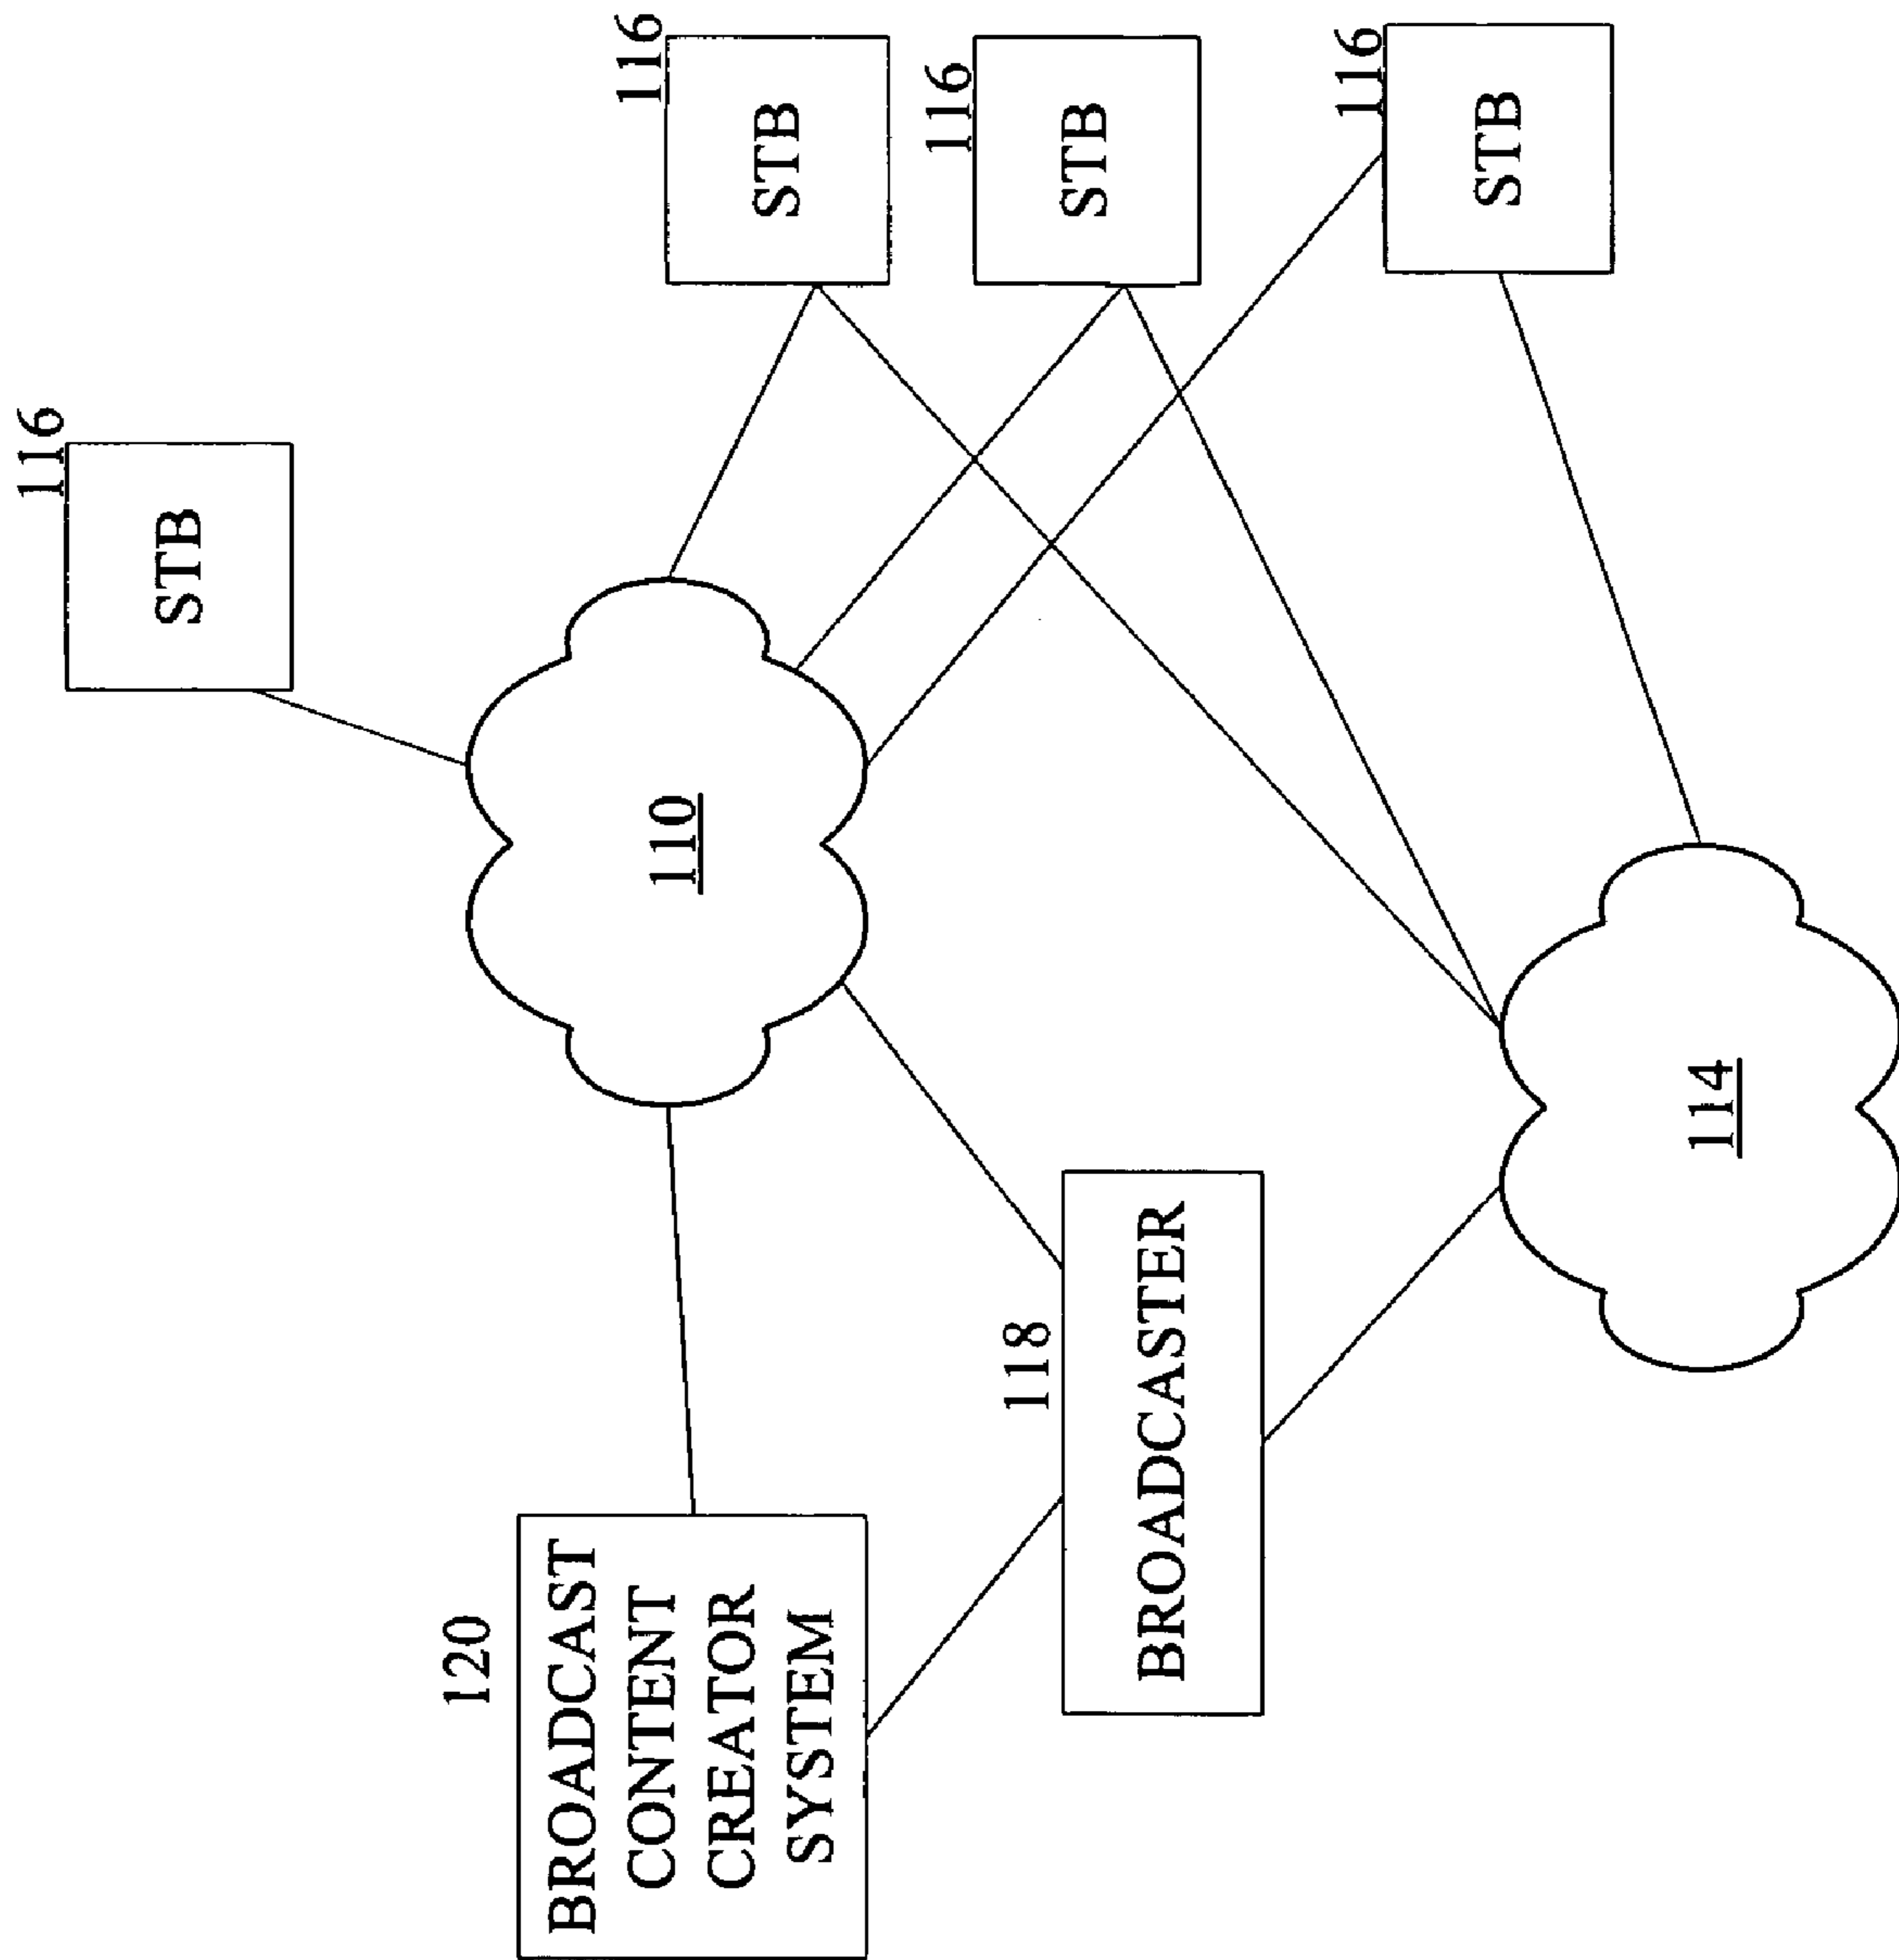 116
STB
120
BROADCAST
CONTENT
CREATOR
SYSTEM
110
116
STB
116
STB
118
BROADCASTER
116
STB
114